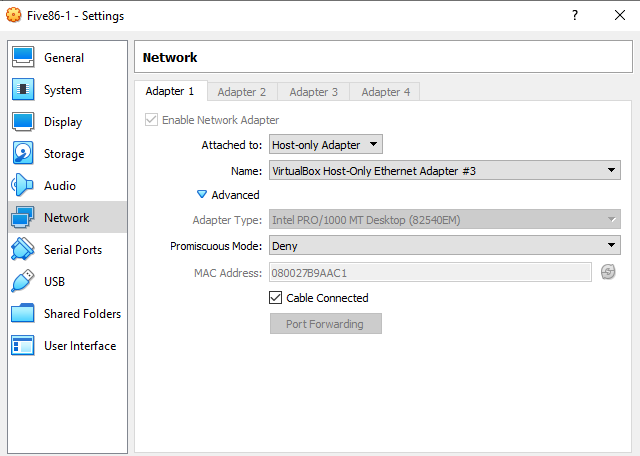 Five86-1 - Settings
General
System
Display
Storage
Audio
Network
Serial Ports
USB
Shared Folders
User Interface
Network
Adapter 1 Adapter 2 Adapter 3 Adapter 4
Enable Network Adapter
Attached to: Host-only Adapter
Name: VirtualBox Host-Only Ethernet Adapter #3
Advanced
Adapter Type: Intel PRO/1000 MT Desktop (82540EM)
Promiscuous Mode: Deny
MAC Address: 080027B9AAC1
Cable Connected
Port Forwarding